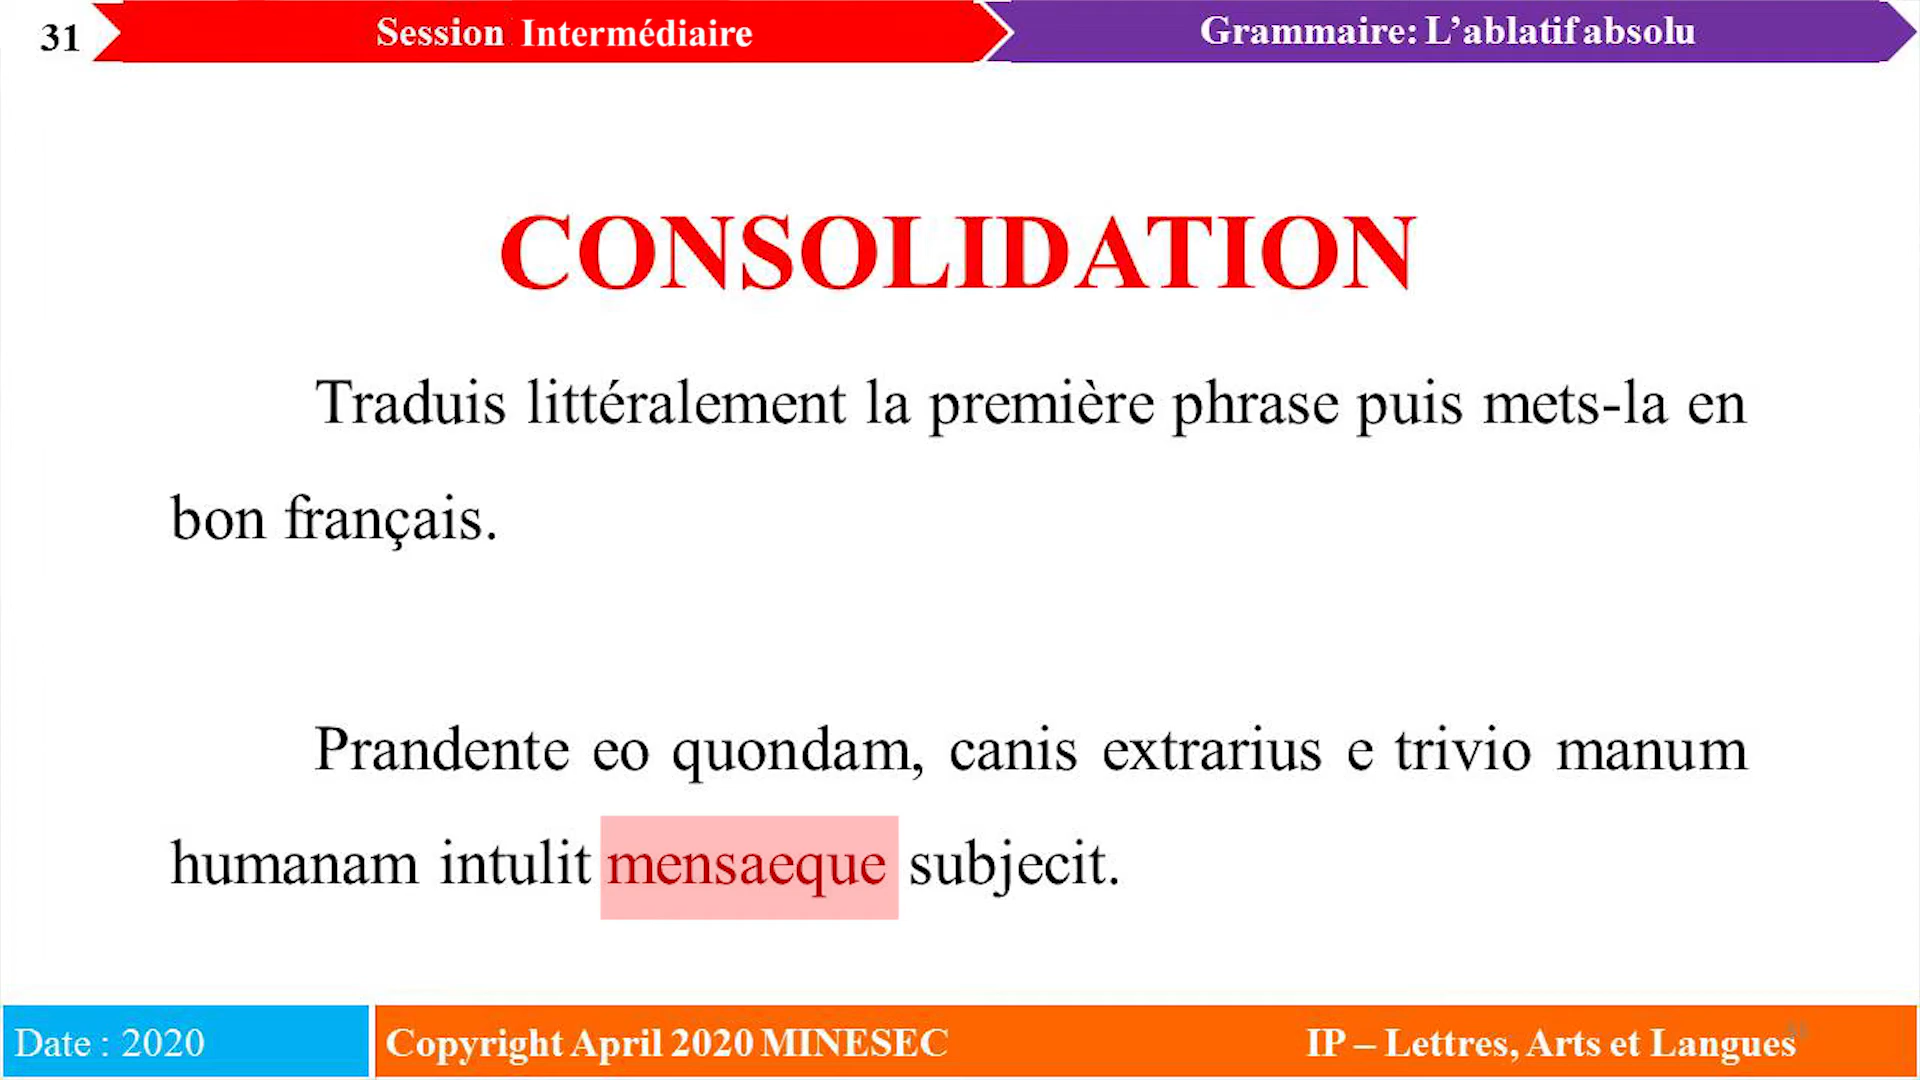 31
Session Intermédiaire
Grammaire: L’ablatif absolu
CONSOLIDATION
Traduis littéralement la première phrase puis mets-la en
bon français.
Prandente eo quondam, canis extrarius e trivio manum
humanam intulit mensaeque subjecit.
Date : 2020
Copyright April 2020 MINESEC
IP – Lettres, Arts et Langues